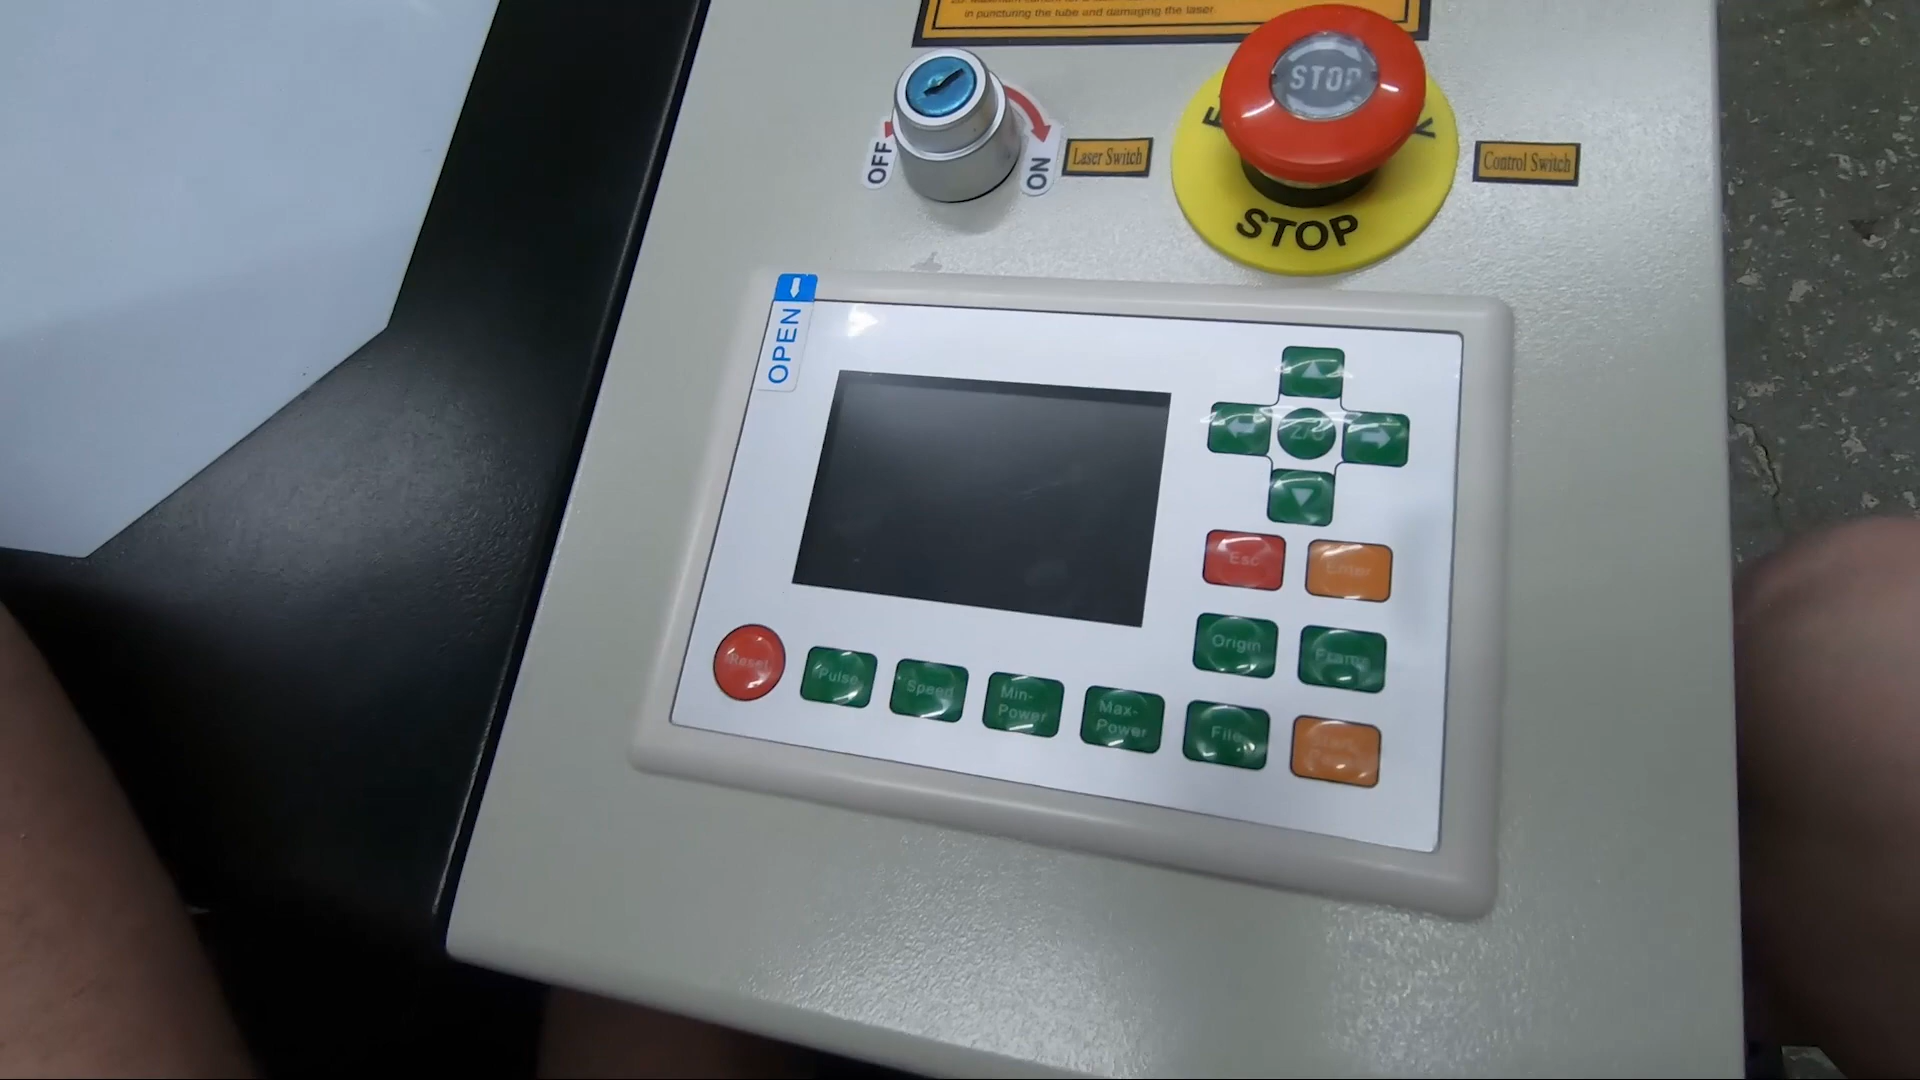 in puncturing the tube and damaging the laser
STOP
OFF
ON
Laser Switch
Control Switch
STOP
OPEN
Z/U
Esc
Enter
Origin
Frame
Reset
Pulse
Speed
Min-
Power
Max-
Power
File